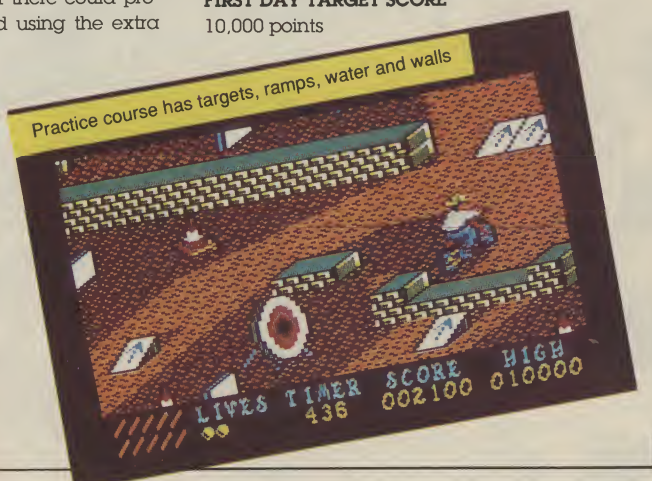 there could pro-
d using the extra
FIRST DAY TARGET SCORE
10,000 points
Practice course has targets, ramps, water and walls
LIVES TIMER SCORE HIGH
436 002100 010000